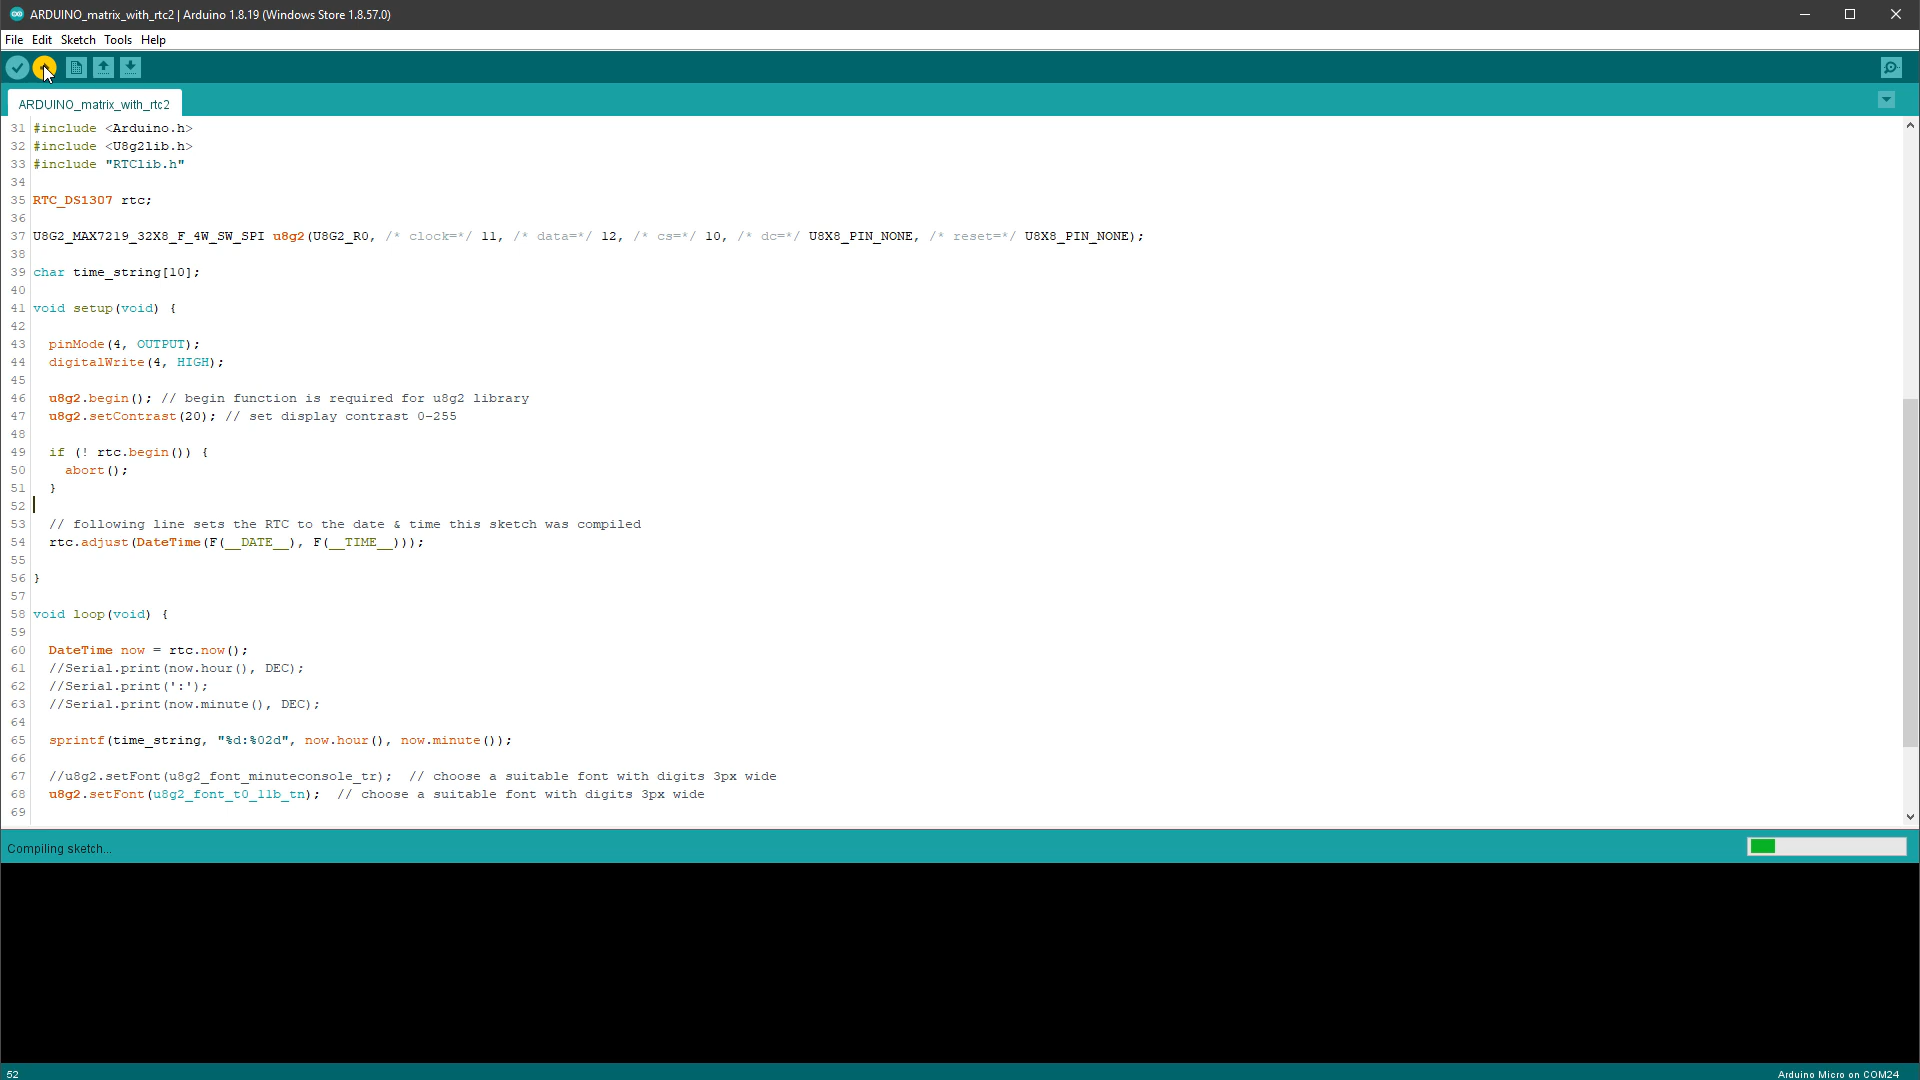 ARDUINO_matrix_with_rtc2 | Arduino 1.8.19 (Windows Store 1.8.57.0)
File Edit Sketch Tools Help
ARDUINO_matrix_with_rtc2
31 #include <Arduino.h>
32 #include <U8g2lib.h>
33 #include "RTClib.h"
34
35 RTC_DS1307 rtc;
36
37 U8G2_MAX7219_32X8_F_4W_SW_SPI u8g2(U8G2_R0, /* clock=*/ 11, /* data=*/ 12, /* cs=*/ 10, /* dc=*/ U8X8_PIN_NONE, /* reset=*/ U8X8_PIN_NONE);
38
39 char time_string[10];
40
41 void setup(void) {
42
43 pinMode(4, OUTPUT);
44 digitalWrite(4, HIGH);
45
46 u8g2.begin(); // begin function is required for u8g2 library
47 u8g2.setContrast(20); // set display contrast 0-255
48
49 if (! rtc.begin()) {
50 abort();
51 }
52
53 // following line sets the RTC to the date & time this sketch was compiled
54 rtc.adjust(DateTime(F(__DATE__), F(__TIME__)));
55
56 }
57
58 void loop(void) {
59
60 DateTime now = rtc.now();
61 //Serial.print(now.hour(), DEC);
62 //Serial.print(':');
63 //Serial.print(now.minute(), DEC);
64
65 sprintf(time_string, "%d:%02d", now.hour(), now.minute());
66
67 //u8g2.setFont(u8g2_font_minuteconsole_tr); // choose a suitable font with digits 3px wide
68 u8g2.setFont(u8g2_font_t0_11b_tn); // choose a suitable font with digits 3px wide
69
Compiling sketch...
52
Arduino Micro on COM24